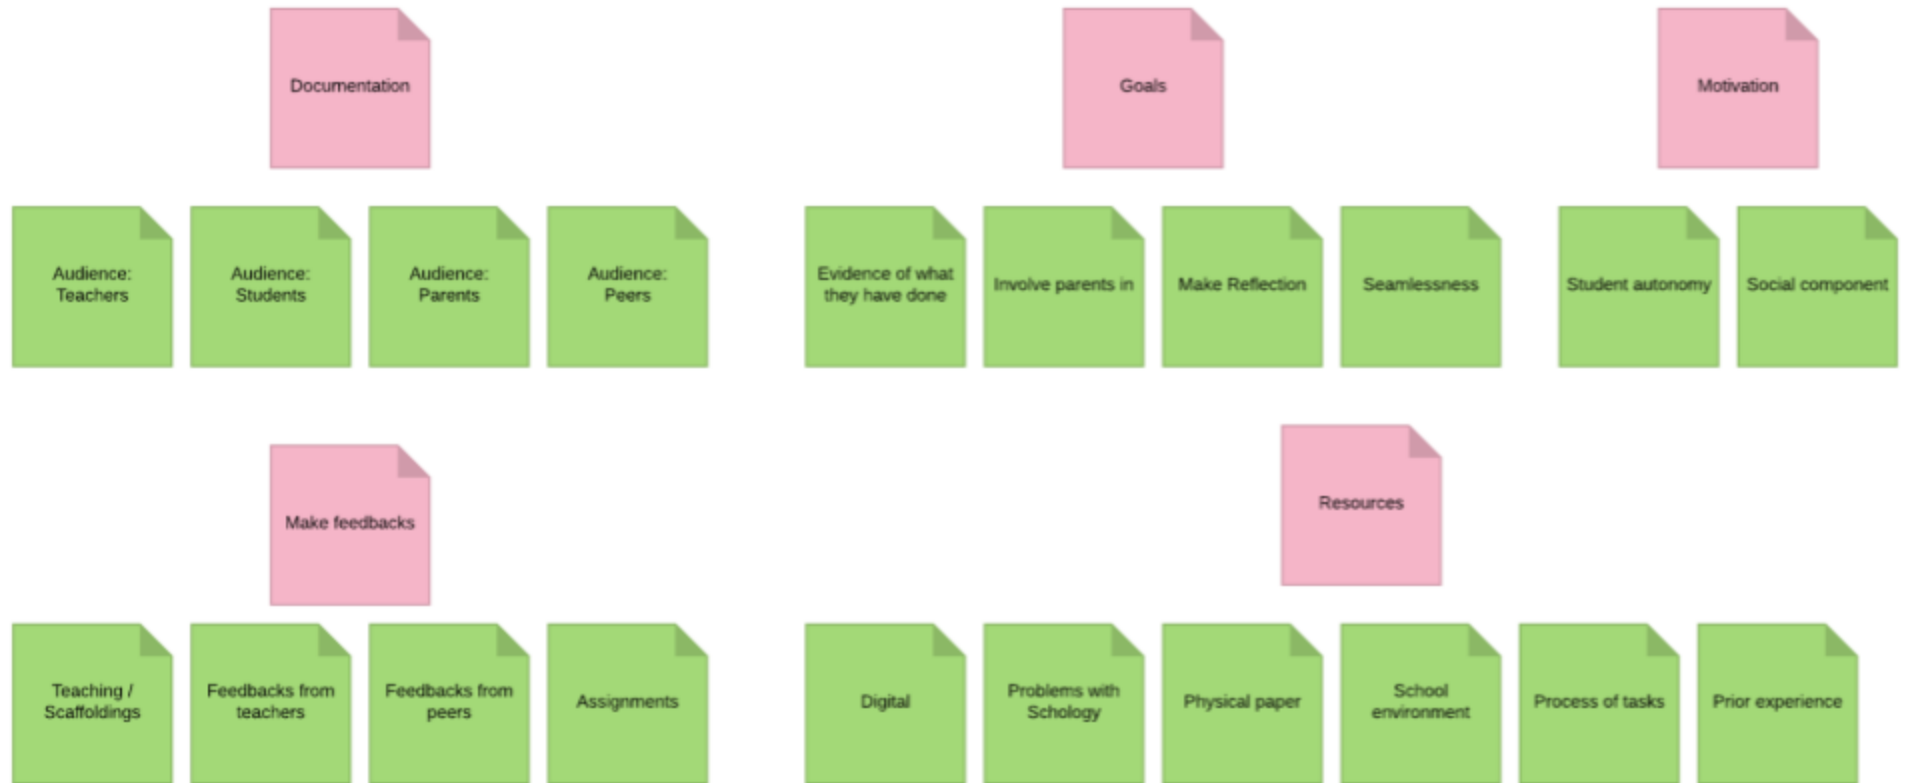 Documentation
Goals
Motivation
Audience:
Teachers
Audience:
Students
Audience:
Parents
Audience:
Peers
Evidence of what
they have done
Involve parents in
Make Reflection
Seamlessness
Student autonomy
Social component
Make feedbacks
Resources
Teaching /
Scaffoldings
Feedbacks from
teachers
Feedbacks from
peers
Assignments
Digital
Problems with
Schology
Physical paper
School
environment
Process of tasks
Prior experience